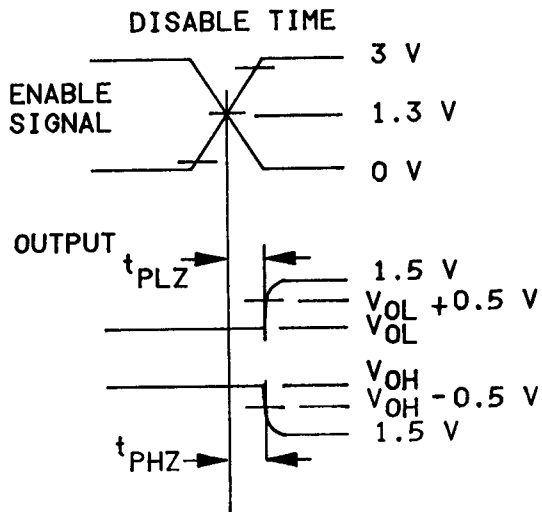 DISABLE TIME
3 V
ENABLE
SIGNAL
1.3 V
0 V
OUTPUT
tPLZ
1.5 V
VOL + 0.5 V
VOL
VOH
VOH - 0.5 V
1.5 V
tPHZ